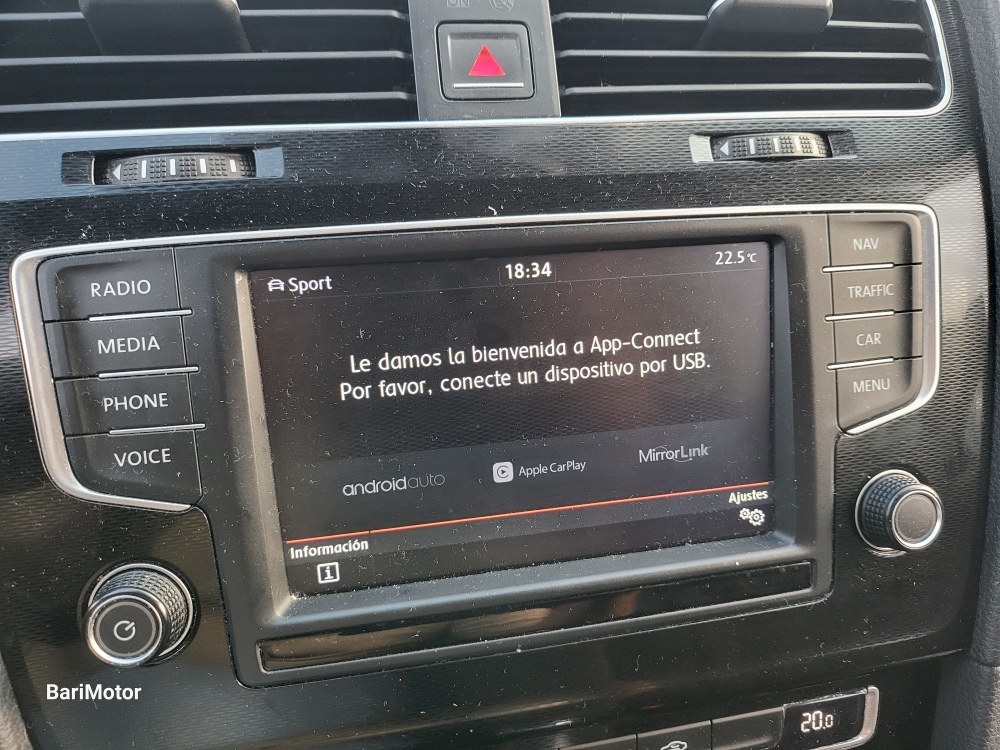 RADIO
MEDIA
PHONE
VOICE
Sport
18:34
22.5°C
Le damos la bienvenida a App-Connect
Por favor, conecte un dispositivo por USB.
androidauto
Apple CarPlay
MirrorLink
Información
i
Ajustes
NAV
TRAFFIC
CAR
MENU
BariMotor
20.0